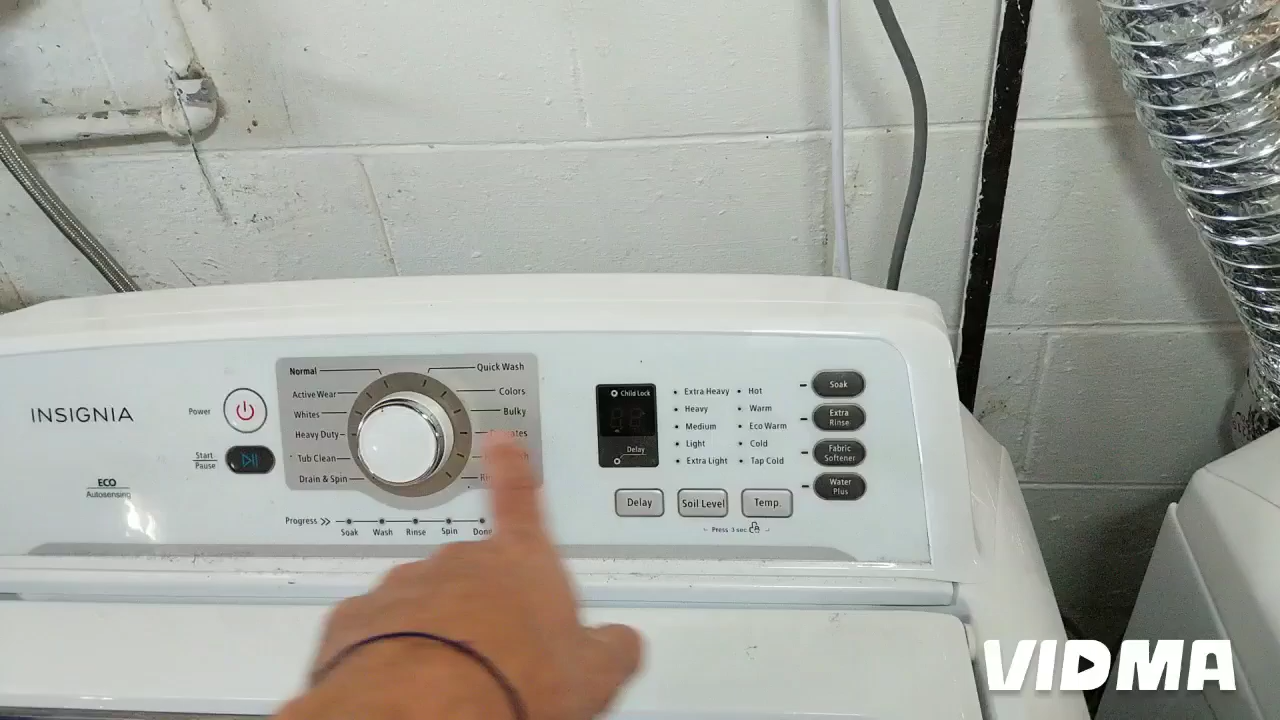 INSIGNIA
ECO
Autosensing
Power
Start
Pause
Normal
Active Wear
Whites
Heavy Duty
Tub Clean
Drain & Spin
Quick Wash
Colors
Bulky
Progress >>
Soak Wash Rinse Spin
Child Lock
Delay
Extra Heavy
Heavy
Medium
Light
Extra Light
Hot
Warm
Eco Warm
Cold
Tap Cold
Delay
Soil Level
Temp.
Press 3 sec
Soak
Extra
Rinse
Fabric
Softener
Water
Plus
VIDMA